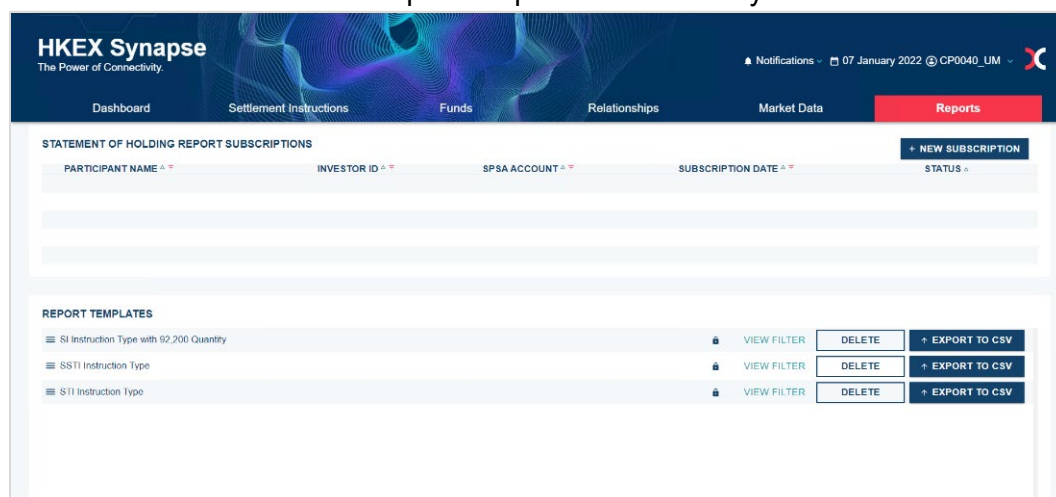 HKEX Synapse
The Power of Connectivity.
Notifications 07 January 2022 CP0040_UM
Dashboard Settlement Instructions Funds Relationships Market Data Reports
STATEMENT OF HOLDING REPORT SUBSCRIPTIONS
+ NEW SUBSCRIPTION
PARTICIPANT NAME INVESTOR ID SPSA ACCOUNT SUBSCRIPTION DATE STATUS
REPORT TEMPLATES
SI Instruction Type with 92,200 Quantity VIEW FILTER DELETE ↑ EXPORT TO CSV
SSTI Instruction Type VIEW FILTER DELETE ↑ EXPORT TO CSV
STI Instruction Type VIEW FILTER DELETE ↑ EXPORT TO CSV